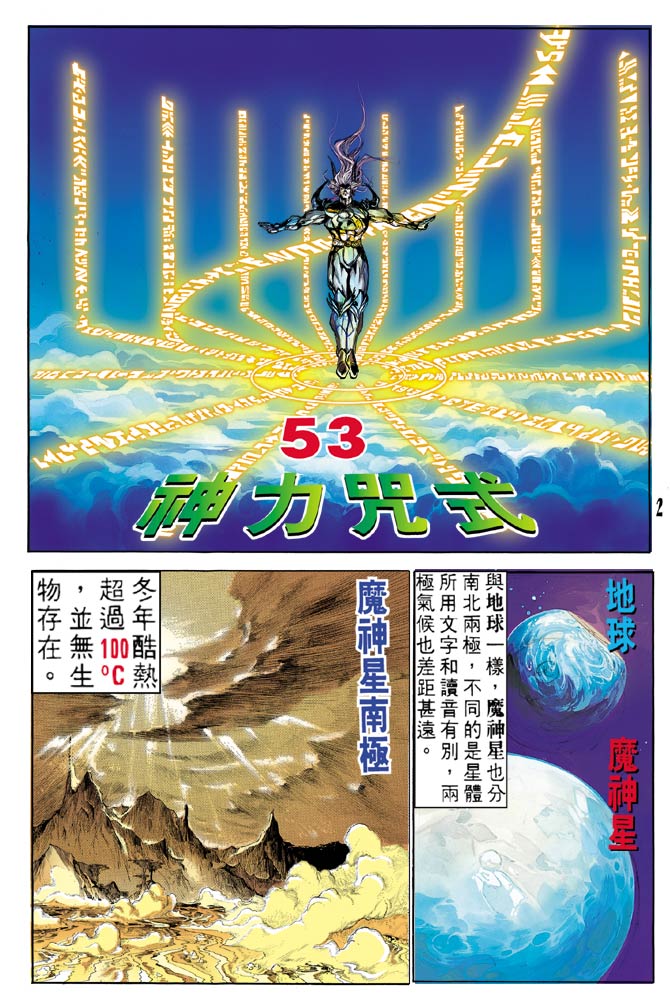 53
神力咒式
2
地球
魔神星
與地球一樣，魔神星也分
南北兩極，不同的是星體
所用文字和讀音有別，兩
極氣候也差距甚遠。
魔神星南極
冬年酷熱
超過100°C
，並無生
物存在。